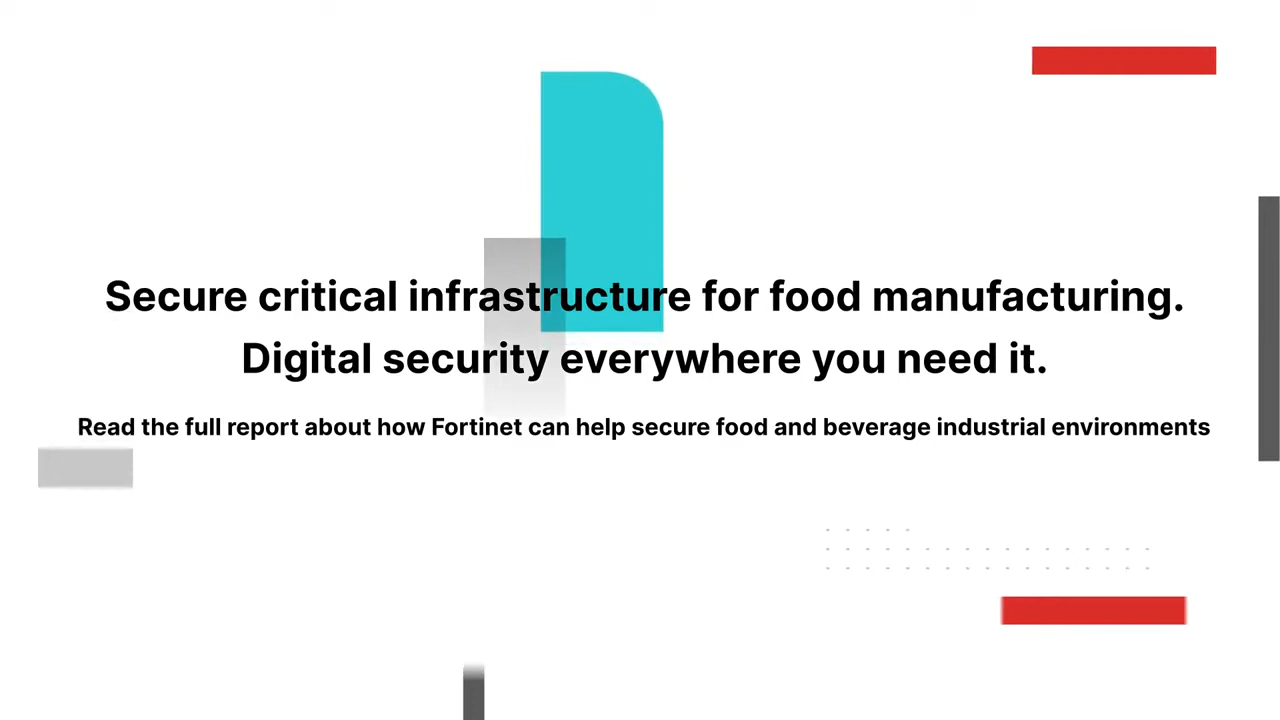 Secure critical infrastructure for food manufacturing.
Digital security everywhere you need it.
Read the full report about how Fortinet can help secure food and beverage industrial environments